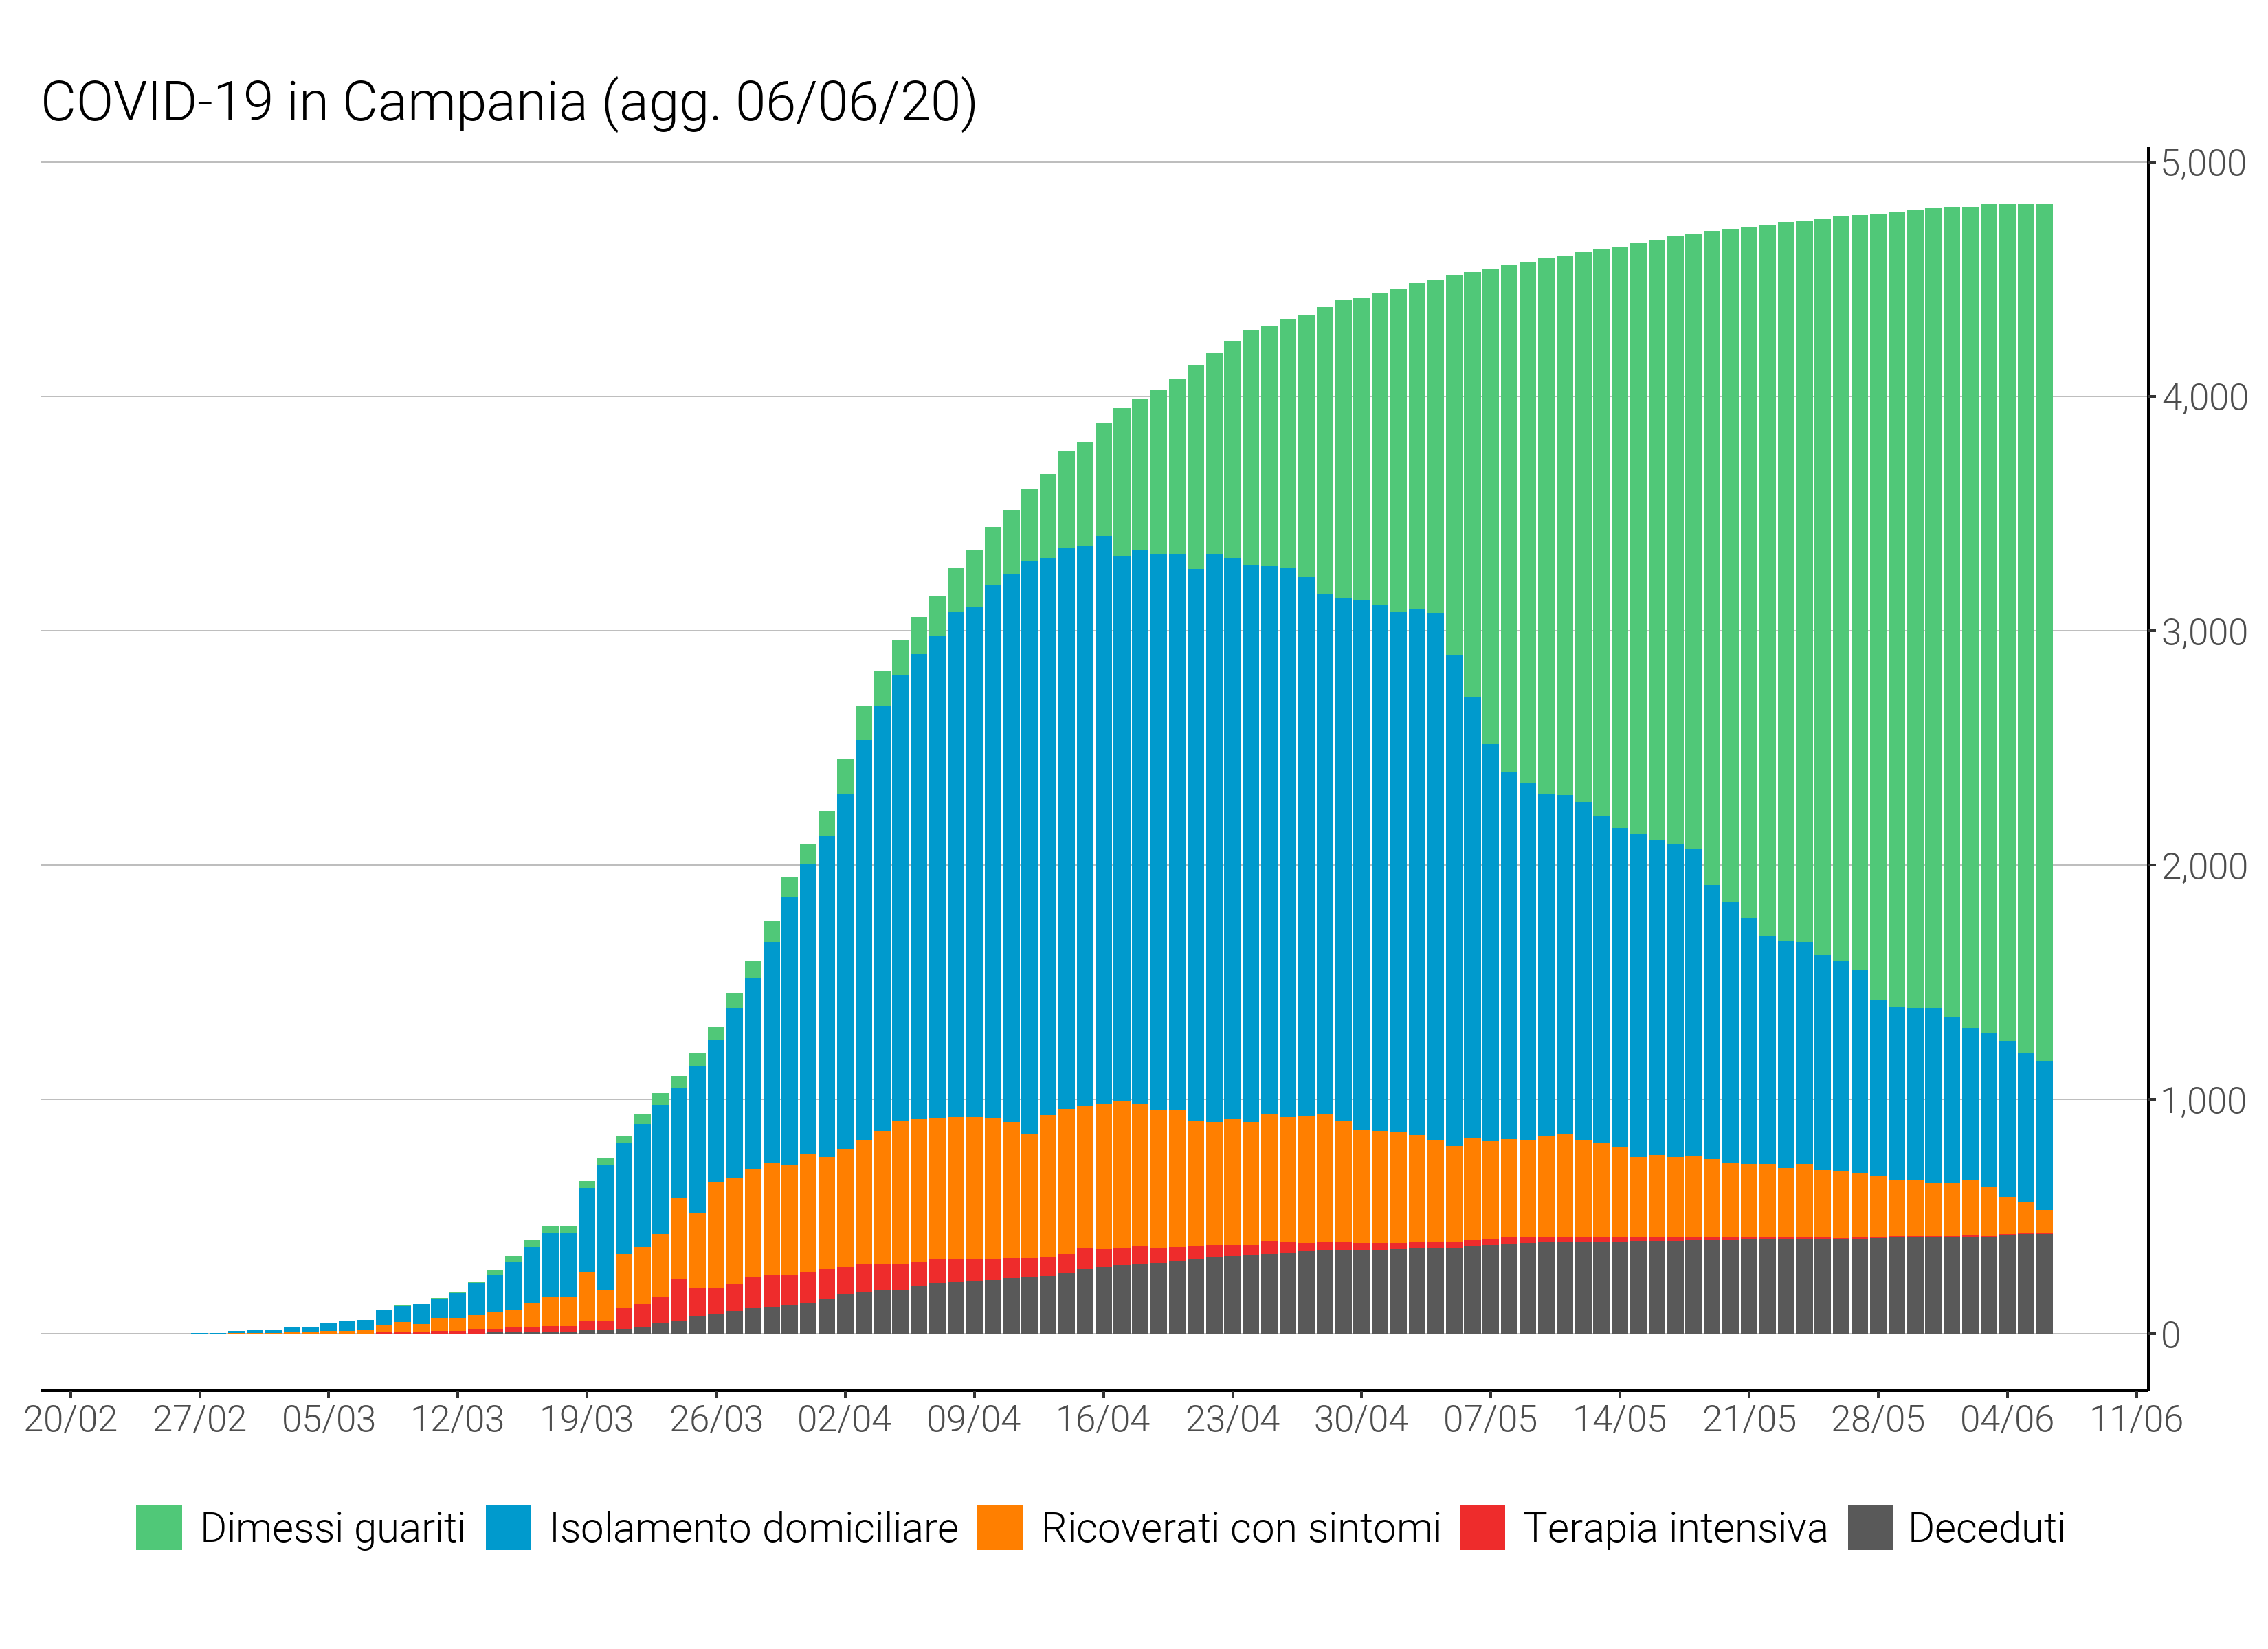 COVID-19 in Campania (agg. 06/06/20)
5,000
4,000
3,000
2,000
1,000
0
20/02 27/02 05/03 12/03 19/03 26/03 02/04 09/04 16/04 23/04 30/04 07/05 14/05 21/05 28/05 04/06 11/06
Dimessi guariti Isolamento domiciliare Ricoverati con sintomi Terapia intensiva Deceduti